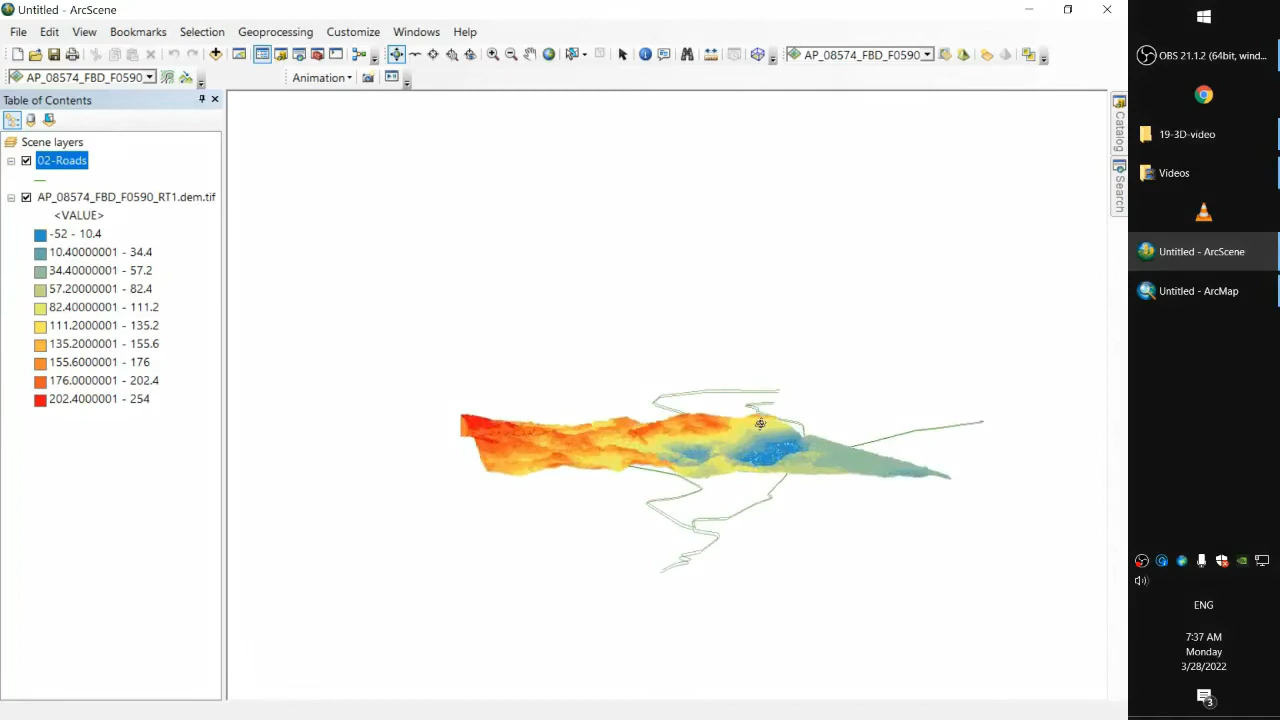 Untitled - ArcScene
File Edit View Bookmarks Selection Geoprocessing Customize Windows Help
AP_08574_FBD_F0590
AP_08574_FBD_F0590
Animation
Table of Contents
Scene layers
02-Roads
AP_08574_FBD_F0590_RT1.dem.tif
<VALUE>
-52 - 10.4
10.40000001 - 34.4
34.4000001 - 57.2
57.20000001 - 82.4
82.40000001 - 111.2
111.2000001 - 135.2
135.2000001 - 155.6
155.6000001 - 176
176.0000001 - 202.4
202.4000001 - 254
Catalog
Search
OBS 21.1.2 (64bit, wind...
19-3D-video
Videos
Untitled - ArcScene
Untitled - ArcMap
ENG
7:37 AM
Monday
3/28/2022
3